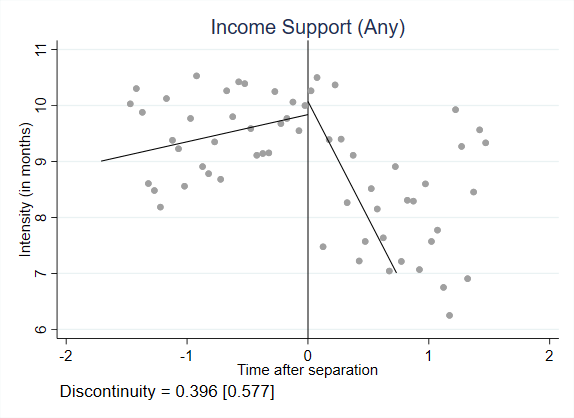 Income Support (Any)
11
10
9
8
7
6
Intensity (in months)
-2 -1 0 1 2
Time after separation
Discontinuity = 0.396 [0.577]